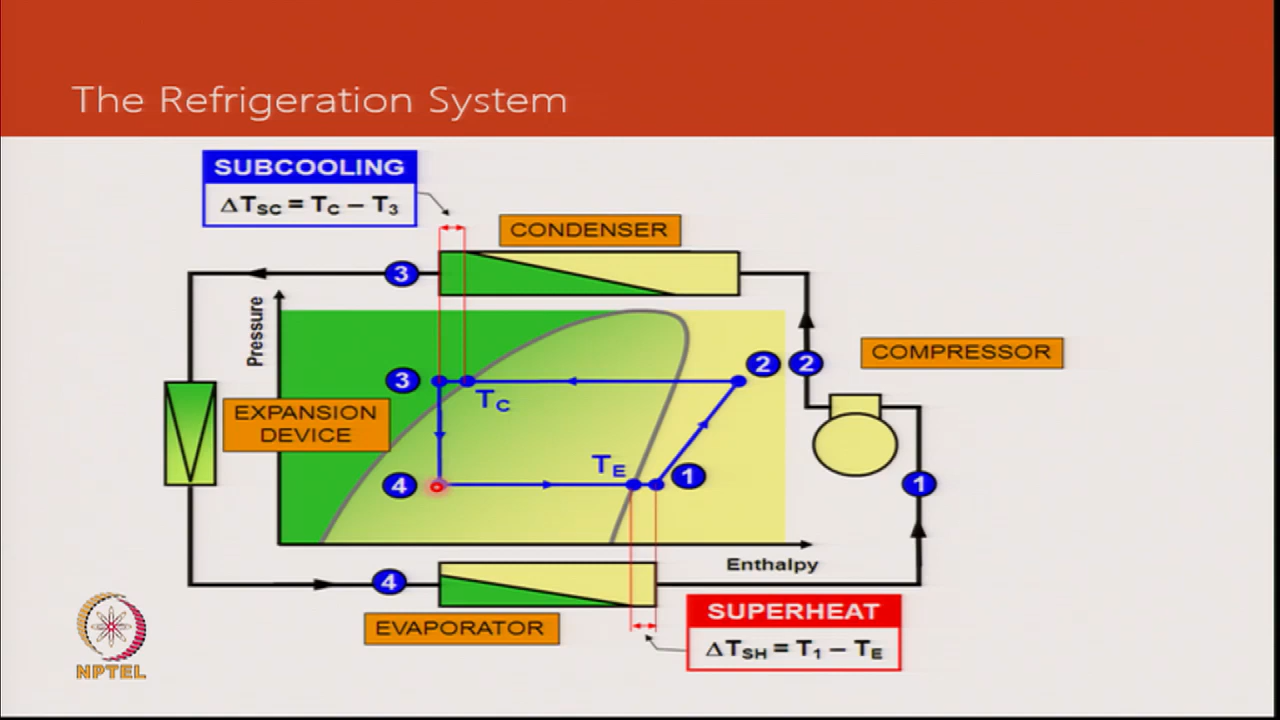 The Refrigeration System
SUBCOOLING
ΔTSC = TC – T3
CONDENSER
3
Pressure
COMPRESSOR
3
TC
2
2
EXPANSION
DEVICE
4
TE
1
1
Enthalpy
4
EVAPORATOR
SUPERHEAT
ΔTSH = T1 – TE
NPTEL